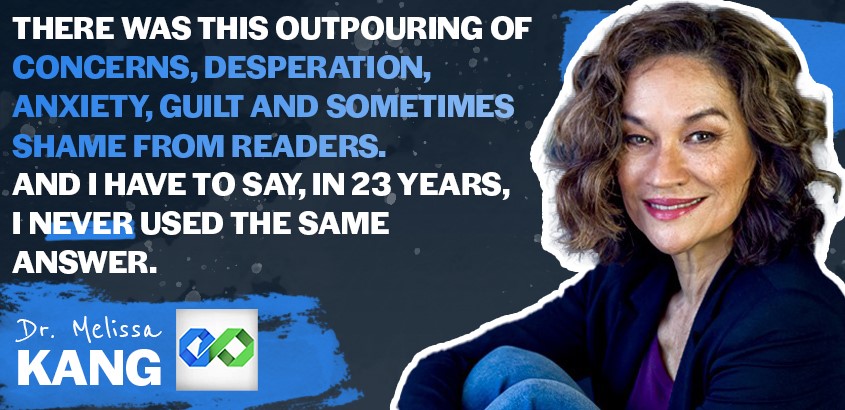 THERE WAS THIS OUTPOURING OF
CONCERNS, DESPERATION,
ANXIETY, GUILT AND SOMETIMES
SHAME FROM READERS.
AND I HAVE TO SAY, IN 23 YEARS,
I NEVER USED THE SAME
ANSWER.
Dr. Melissa
KANG